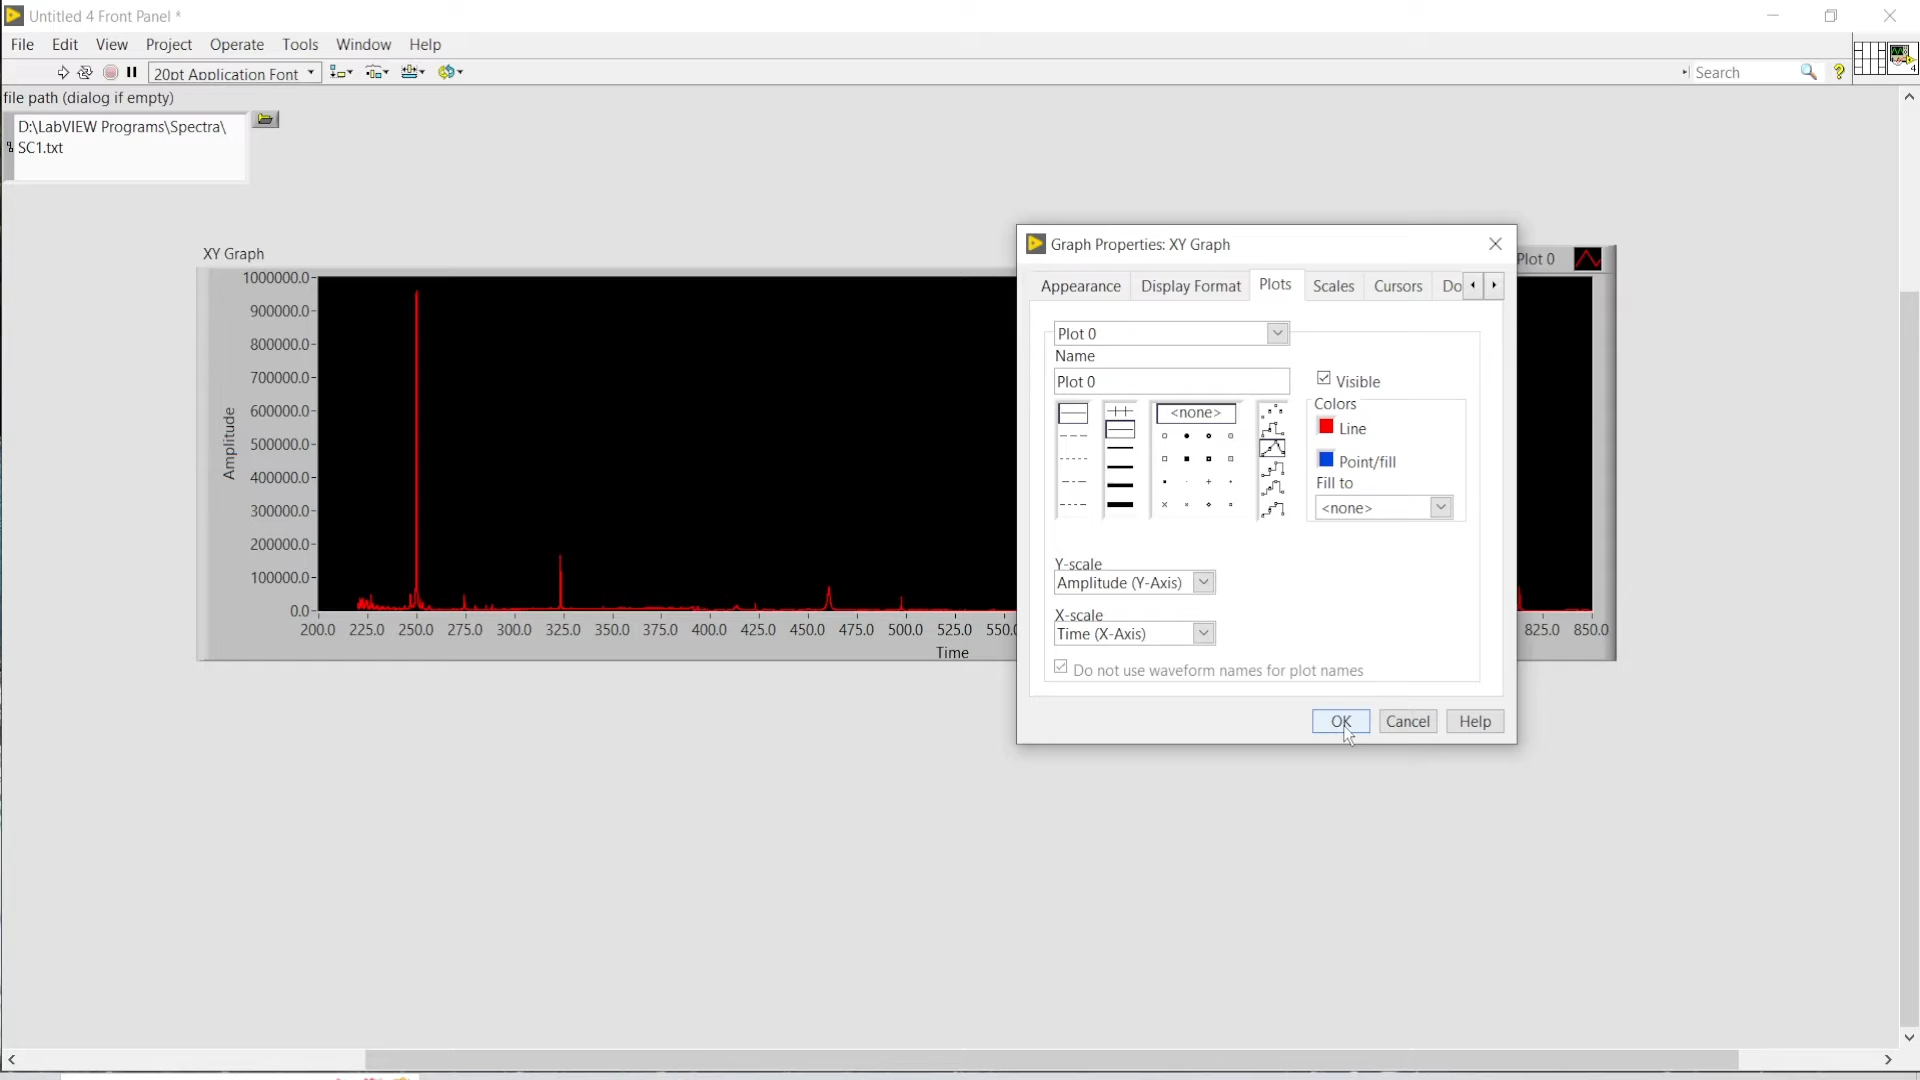 Untitled 4 Front Panel *
File Edit View Project Operate Tools Window Help
20pt Application Font
Search
?
4
file path (dialog if empty)
D:\LabVIEW Programs\Spectra\
SC1.txt
XY Graph
Plot 0
1000000.0
900000.0
800000.0
700000.0
600000.0
500000.0
400000.0
300000.0
200000.0
100000.0
0.0
Amplitude
200.0 225.0 250.0 275.0 300.0 325.0 350.0 375.0 400.0 425.0 450.0 475.0 500.0 525.0 550.0 825.0 850.0
Time
Graph Properties: XY Graph
Appearance Display Format Plots Scales Cursors Do
Plot 0
Name
Plot 0
Visible
<none>
Colors
Line
Point/fill
Fill to
<none>
Y-scale
Amplitude (Y-Axis)
X-scale
Time (X-Axis)
Do not use waveform names for plot names
OK Cancel Help